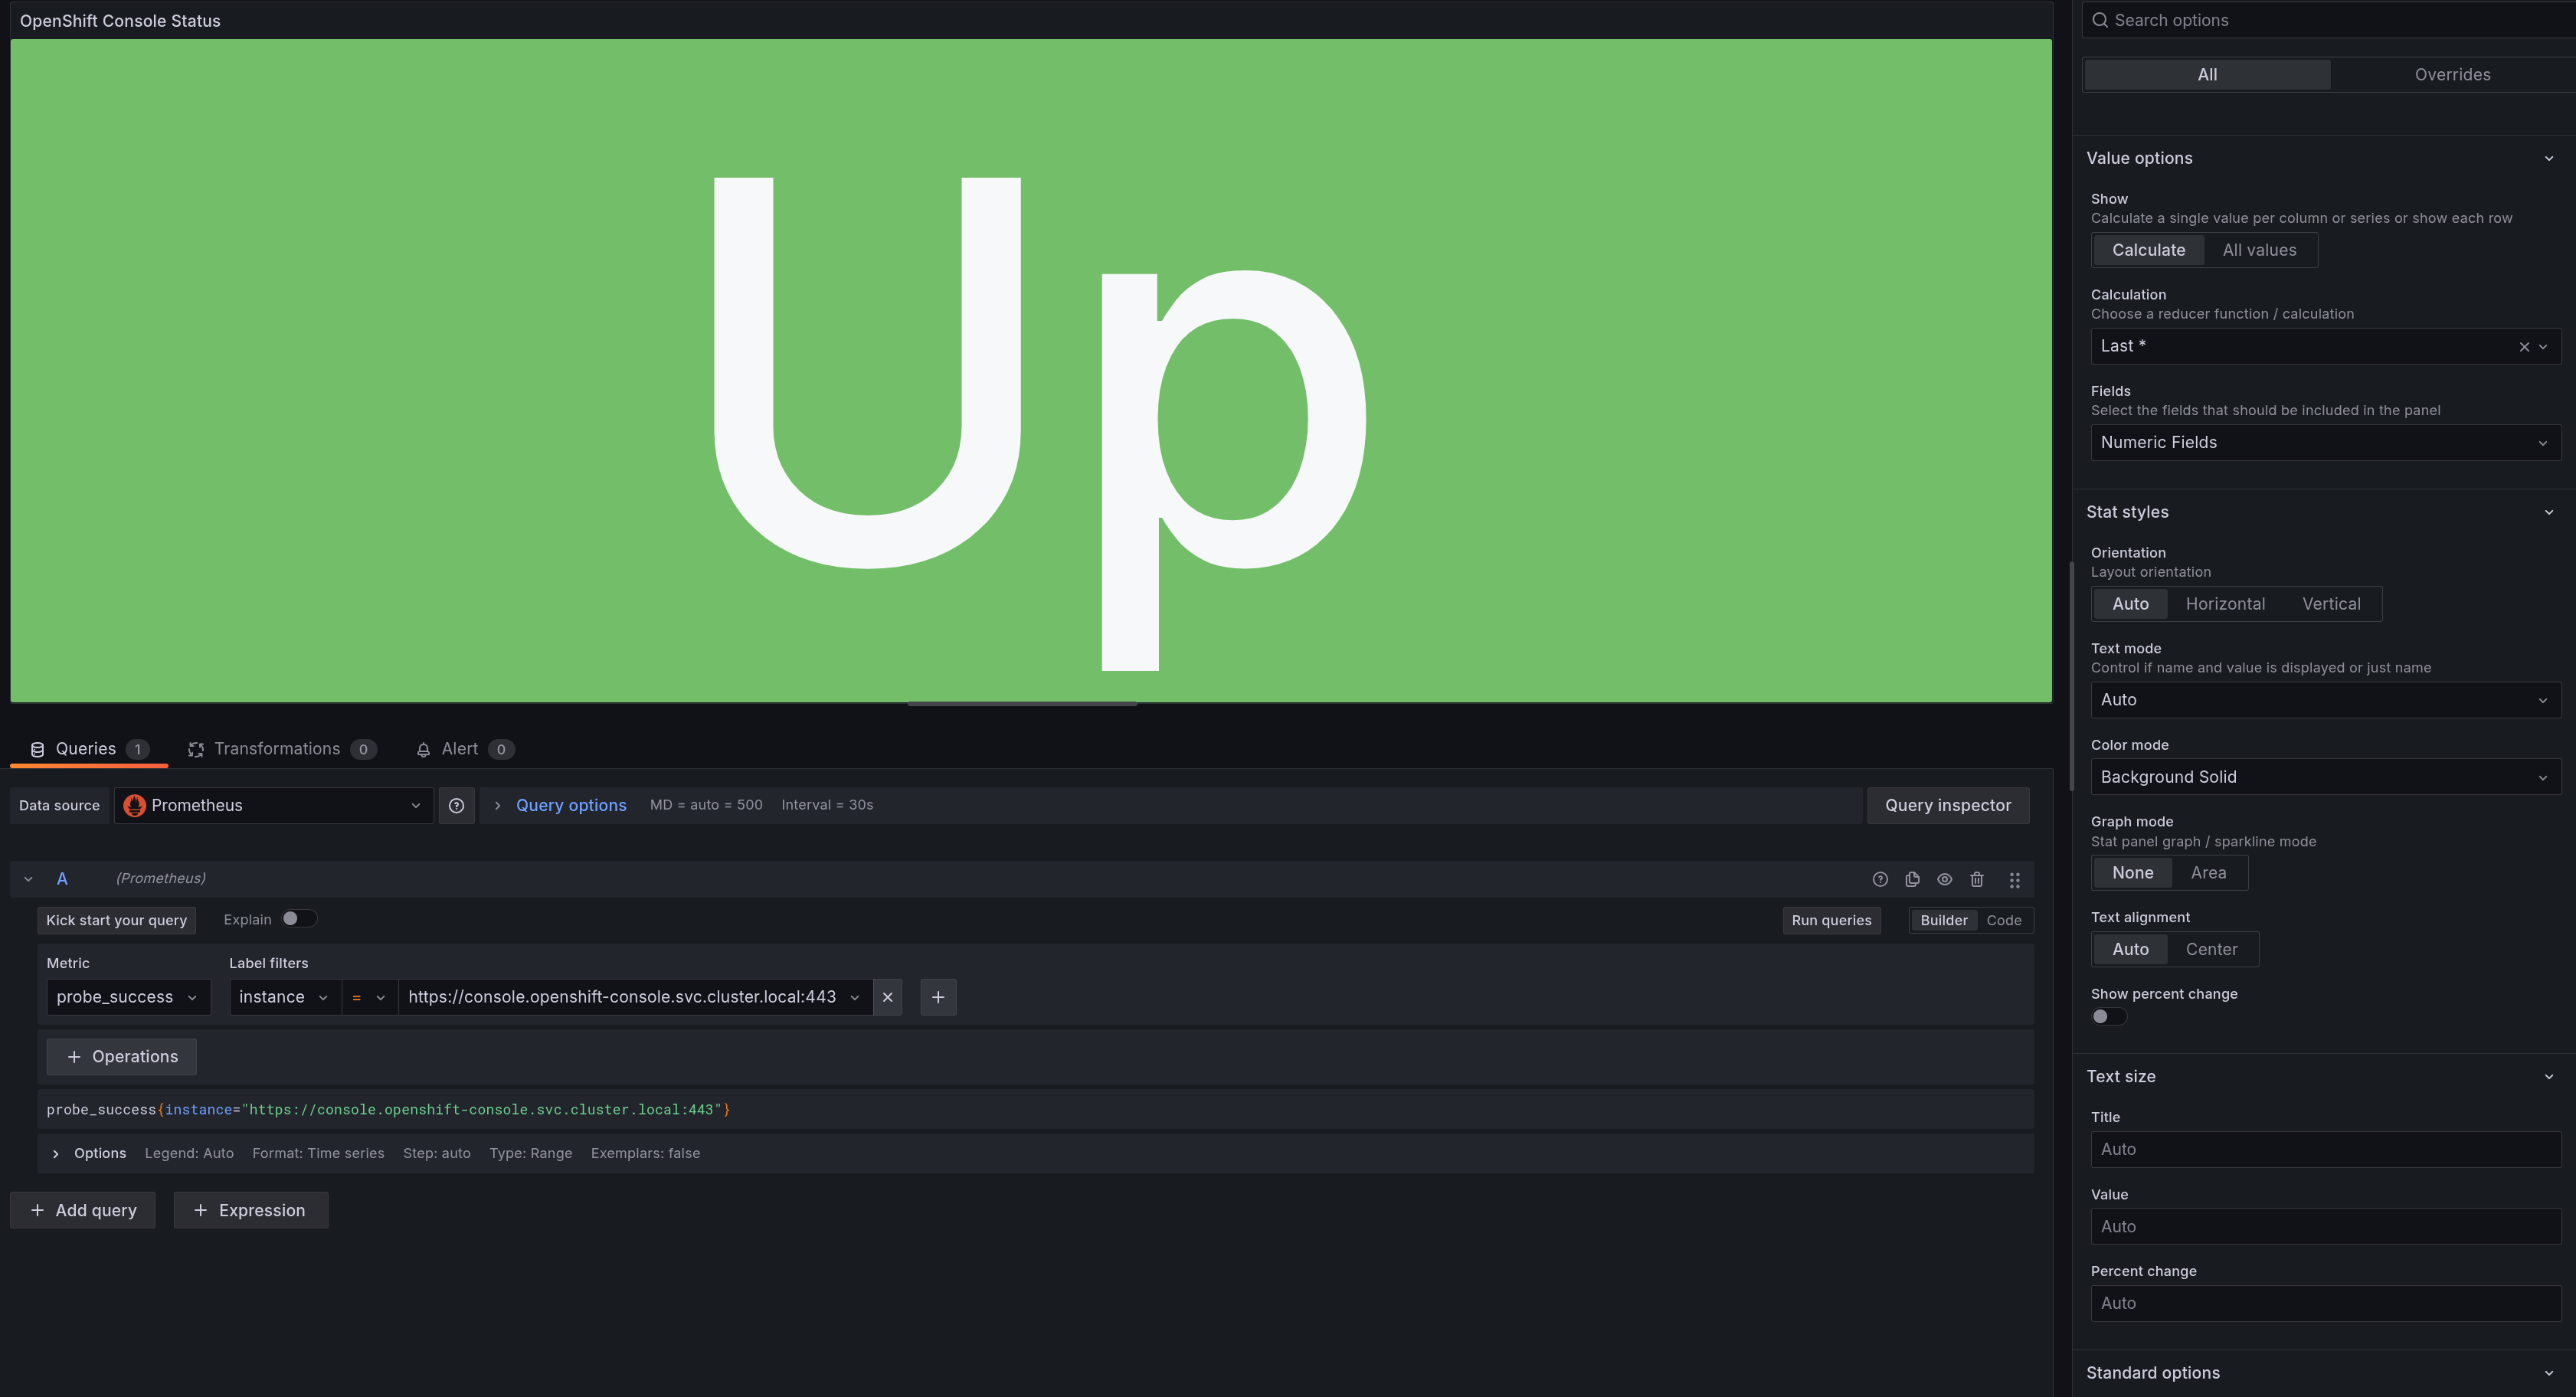 OpenShift Console Status
Up
Queries 1 Transformations 0 Alert 0
Data source Prometheus Query options MD = auto = 500 Interval = 30s Query inspector
A (Prometheus)
Kick start your query Explain Run queries Builder Code
Metric Label filters
probe_success instance = https://console.openshift-console.svc.cluster.local:443
+ Operations
probe_success{instance="https://console.openshift-console.svc.cluster.local:443"}
Options Legend: Auto Format: Time series Step: auto Type: Range Exemplars: false
+ Add query + Expression
Search options
All Overrides
Value options
Show
Calculate a single value per column or series or show each row
Calculate All values
Calculation
Choose a reducer function / calculation
Last *
Fields
Select the fields that should be included in the panel
Numeric Fields
Stat styles
Orientation
Layout orientation
Auto Horizontal Vertical
Text mode
Control if name and value is displayed or just name
Auto
Color mode
Background Solid
Graph mode
Stat panel graph / sparkline mode
None Area
Text alignment
Auto Center
Show percent change
Text size
Title
Auto
Value
Auto
Percent change
Auto
Standard options